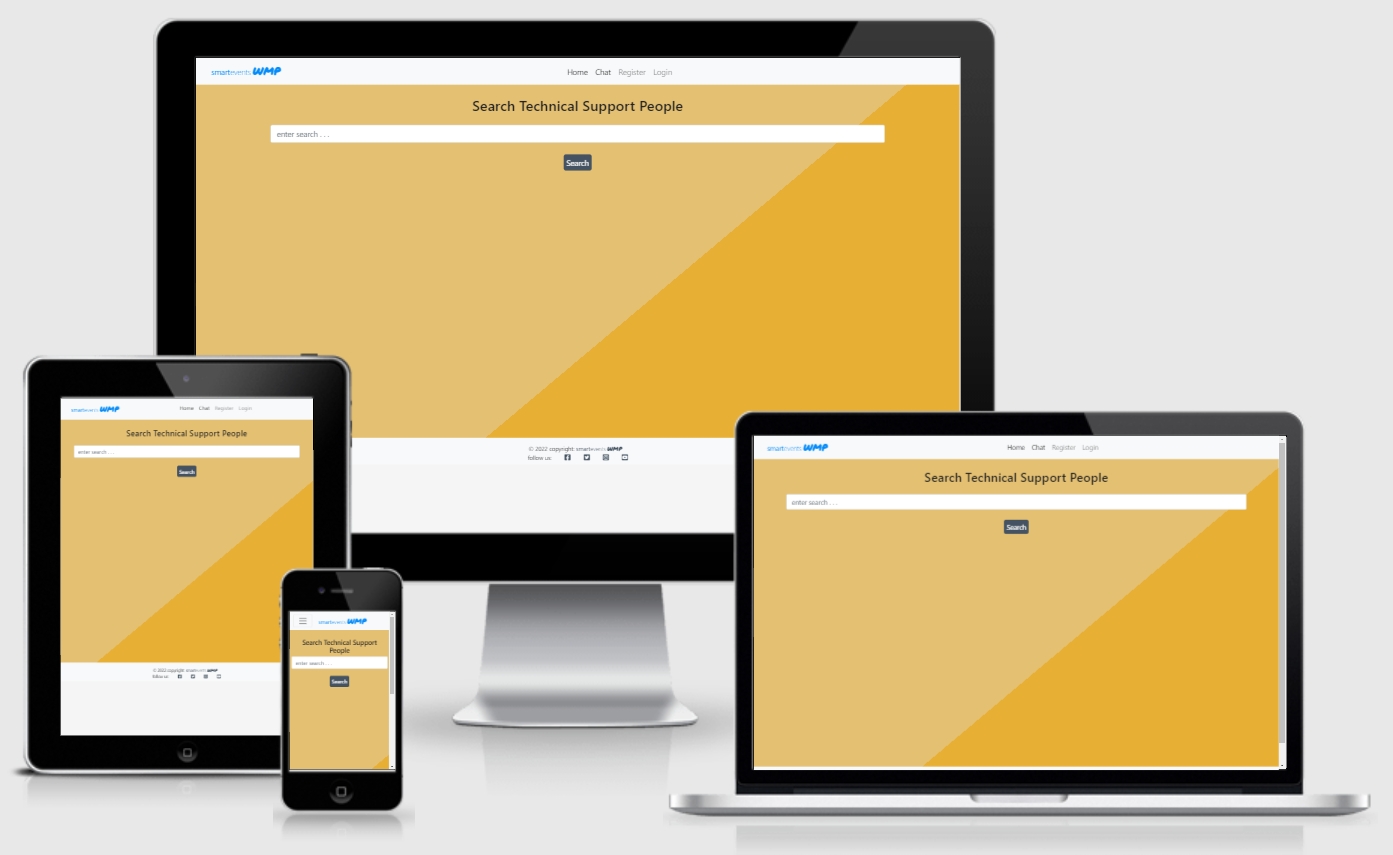 smartevents WMP
Home Chat Register Login
Search Technical Support People
enter search . . .
Search
© 2022 copyright: smartevents WMP
follow us:
smartevents WMP
Home Chat Register Login
Search Technical Support People
enter search . . .
Search
© 2022 copyright: smartevents WMP
follow us:
smartevents WMP
Search Technical Support
People
enter search . . .
Search
smartevents WMP
Home Chat Register Login
Search Technical Support People
enter search . . .
Search